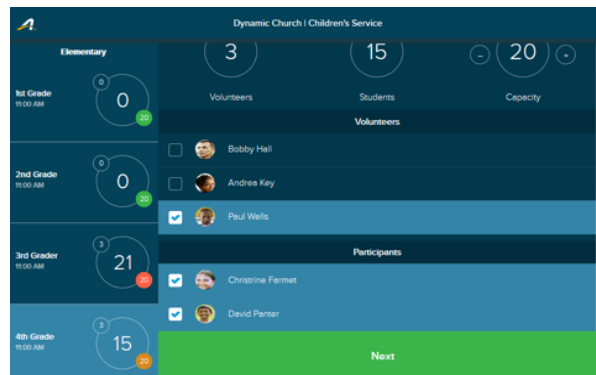 Dynamic Church | Children's Service
Elementary
1st Grade
11:00 AM
0
0
20
2nd Grade
11:00 AM
0
0
20
3rd Grader
11:00 AM
3
21
20
4th Grade
11:00 AM
3
15
20
3
15
- 20 +
Volunteers
Students
Capacity
Volunteers
Bobby Hall
Andrea Key
Paul Wells
Participants
Christrine Farmet
David Panter
Next